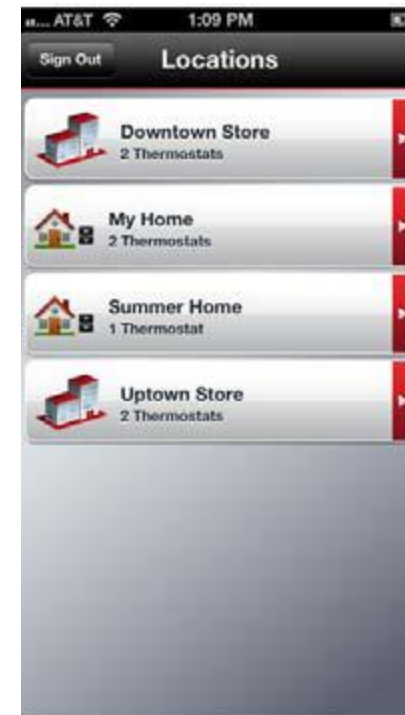 AT&T 1:09 PM
Sign Out Locations
Downtown Store
2 Thermostats
My Home
2 Thermostats
Summer Home
1 Thermostat
Uptown Store
2 Thermostats